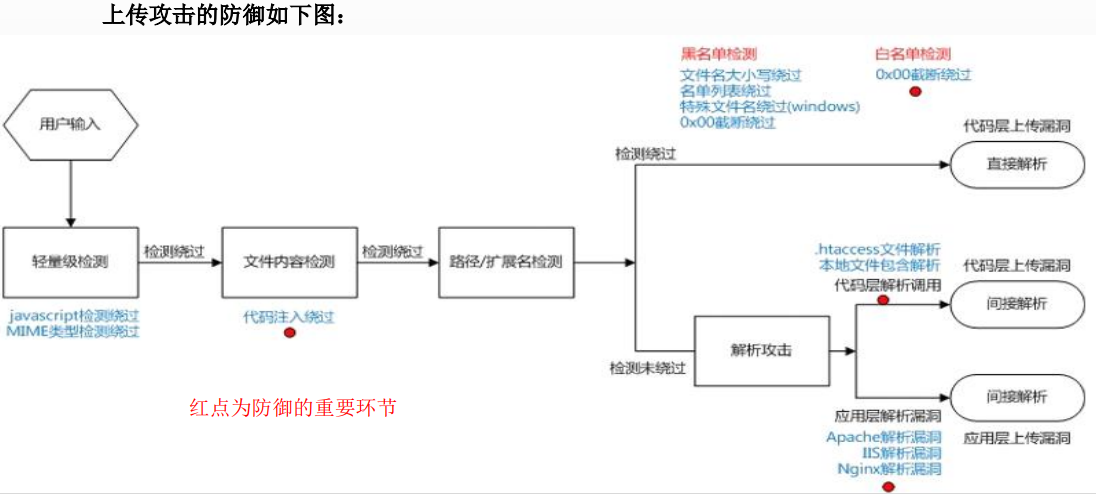 上传攻击的防御如下图：
黑名单检测
文件名大小写绕过
名单列表绕过
特殊文件名绕过(windows)
0x00截断绕过
白名单检测
0x00截断绕过
用户输入
检测绕过
代码层上传漏洞
直接解析
轻量级检测
检测绕过
文件内容检测
检测绕过
路径/扩展名检测
javascript检测绕过
MIME类型检测绕过
代码注入绕过
.htaccess文件解析
本地文件包含解析
代码层解析调用
代码层上传漏洞
间接解析
检测未绕过
解析攻击
间接解析
应用层解析漏洞
Apache解析漏洞
IIS解析漏洞
Nginx解析漏洞
应用层上传漏洞
红点为防御的重要环节